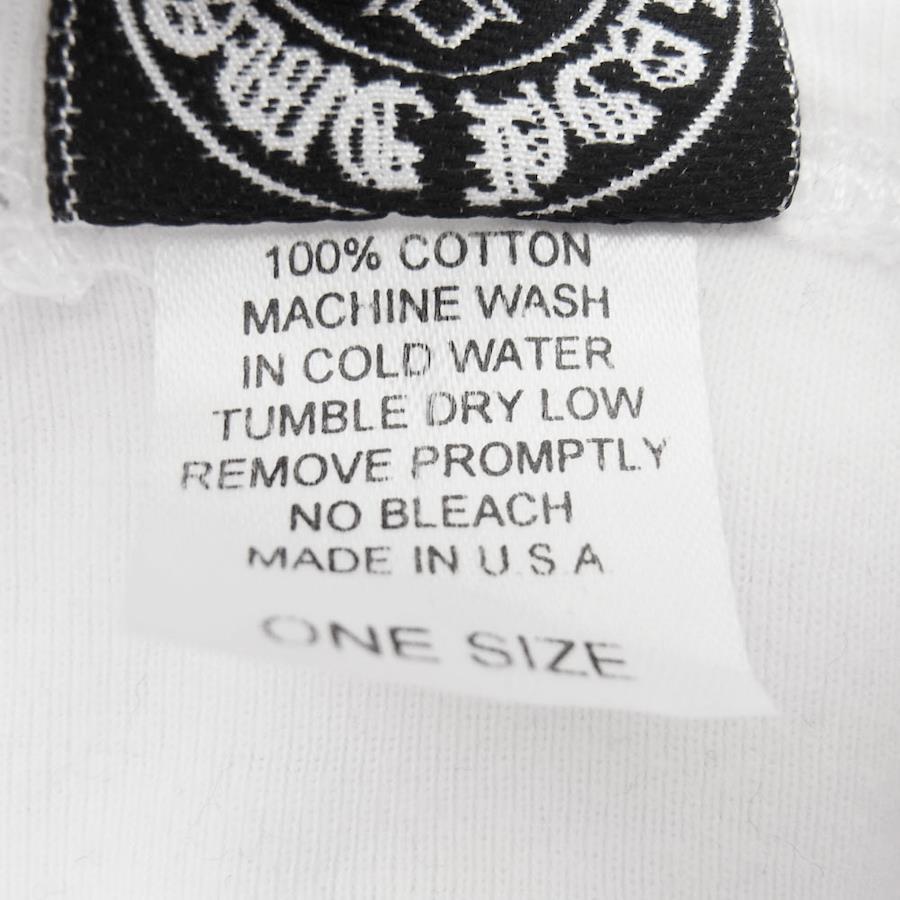 100% COTTON
MACHINE WASH
IN COLD WATER
TUMBLE DRY LOW
REMOVE PROMPTLY
NO BLEACH
MADE IN U.S.A
ONE SIZE